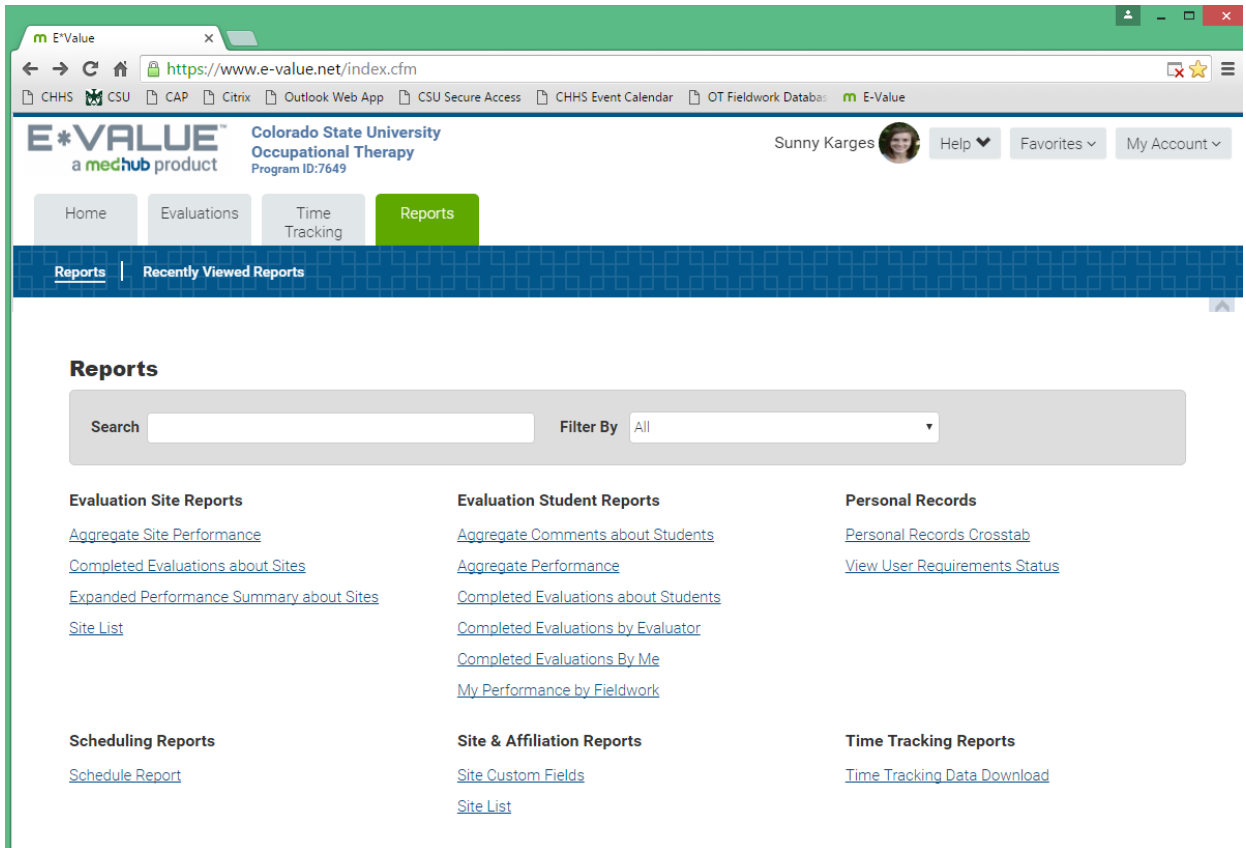 m E*Value
https://www.e-value.net/index.cfm
CHHS CSU CAP Citrix Outlook Web App CSU Secure Access CHHS Event Calendar OT Fieldwork Databas m E-Value
E*VALUE™ Colorado State University
Occupational Therapy
a medhub product Program ID:7649
Sunny Karges Help Favorites My Account
Home Evaluations Time Tracking Reports
Reports Recently Viewed Reports
Reports
Search Filter By All
Evaluation Site Reports
Aggregate Site Performance
Completed Evaluations about Sites
Expanded Performance Summary about Sites
Site List
Evaluation Student Reports
Aggregate Comments about Students
Aggregate Performance
Completed Evaluations about Students
Completed Evaluations by Evaluator
Completed Evaluations By Me
My Performance by Fieldwork
Personal Records
Personal Records Crosstab
View User Requirements Status
Scheduling Reports
Schedule Report
Site & Affiliation Reports
Site Custom Fields
Site List
Time Tracking Reports
Time Tracking Data Download